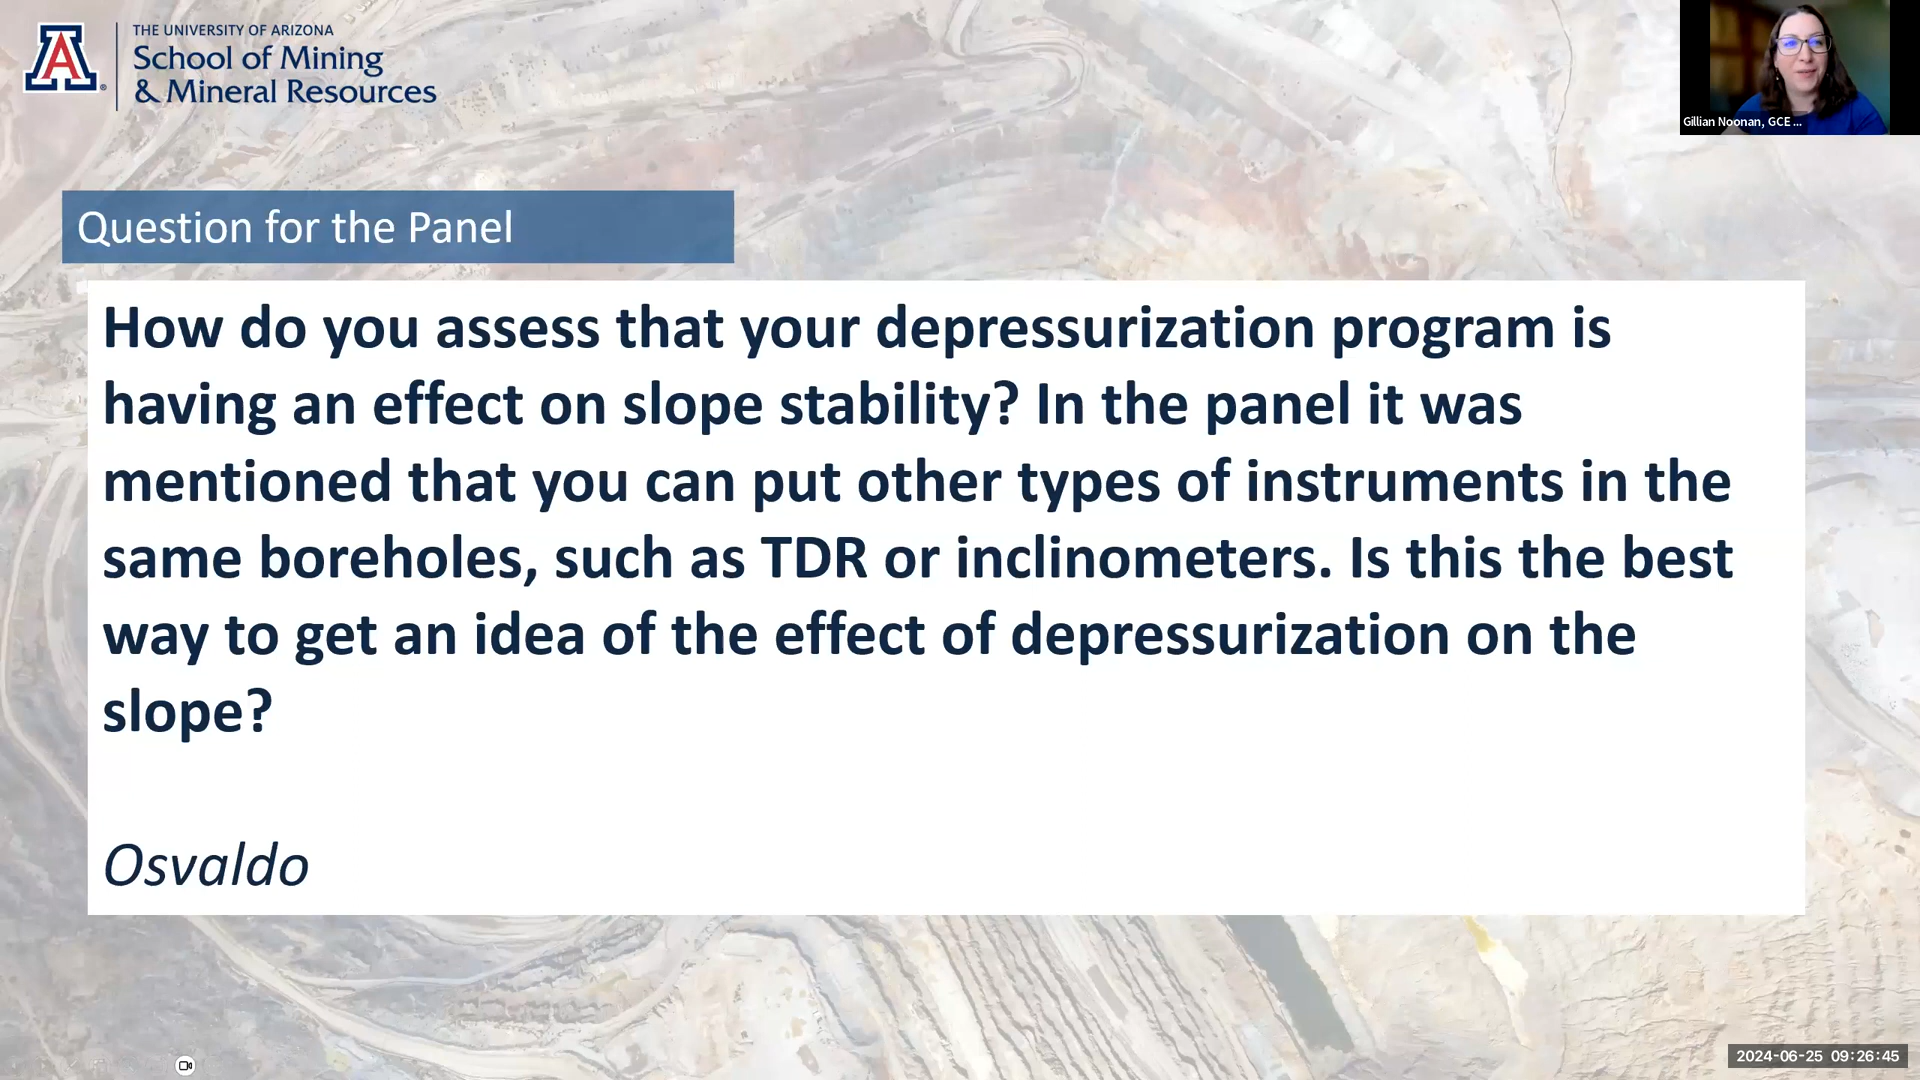 THE UNIVERSITY OF ARIZONA
School of Mining
& Mineral Resources
A
®
Gillian Noonan, GCE ...
Question for the Panel
How do you assess that your depressurization program is
having an effect on slope stability? In the panel it was
mentioned that you can put other types of instruments in the
same boreholes, such as TDR or inclinometers. Is this the best
way to get an idea of the effect of depressurization on the
slope?
Osvaldo
2024-06-25 09:26:45